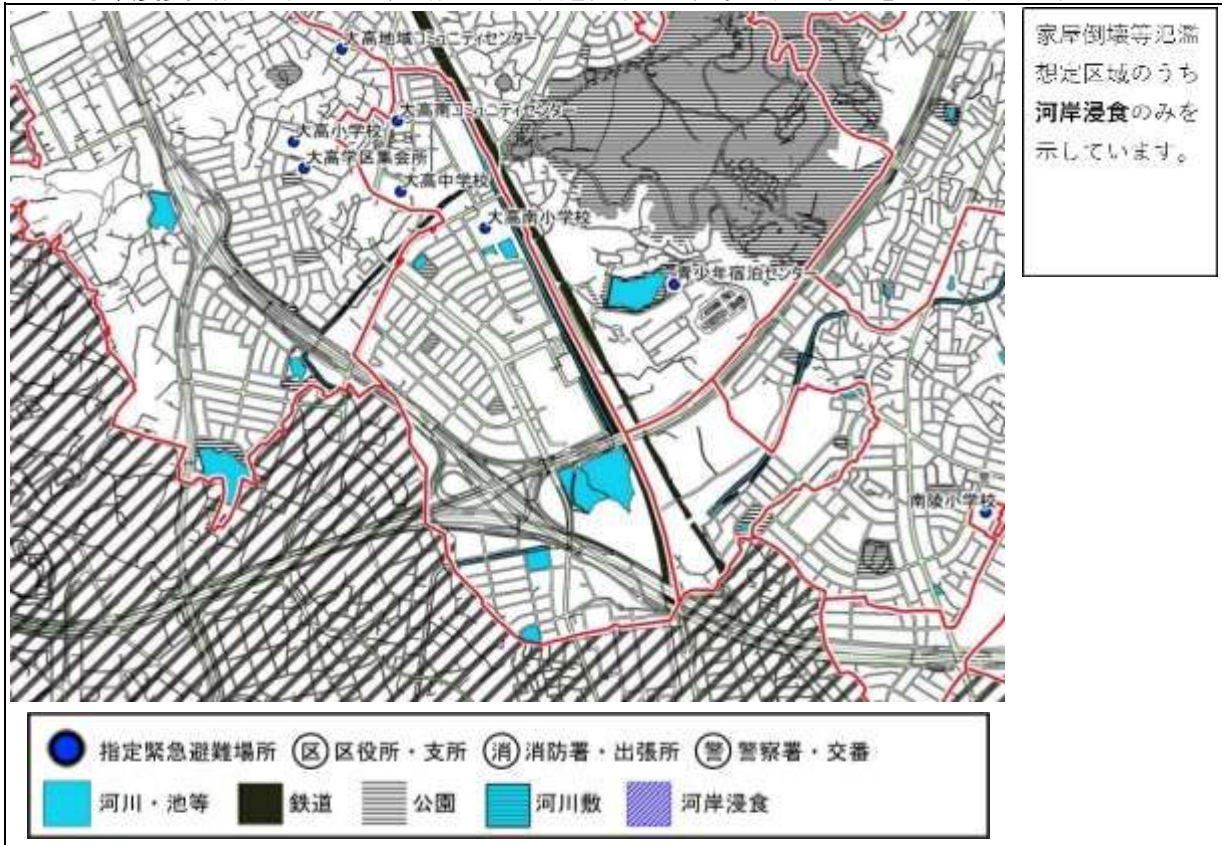 家屋倒壊等氾濫
想定区域のうち
河岸浸食のみを
示しています。
大高地域コミュニティセンター
大高南コミュニティセンター
大高小学校
大高学区集会所
大高中学校
大高南小学校
青少年宿泊センター
南陵小学校
指定緊急避難場所 区 区役所・支所 消 消防署・出張所 警 警察署・交番
河川・池等 鉄道 公園 河川敷 河岸浸食